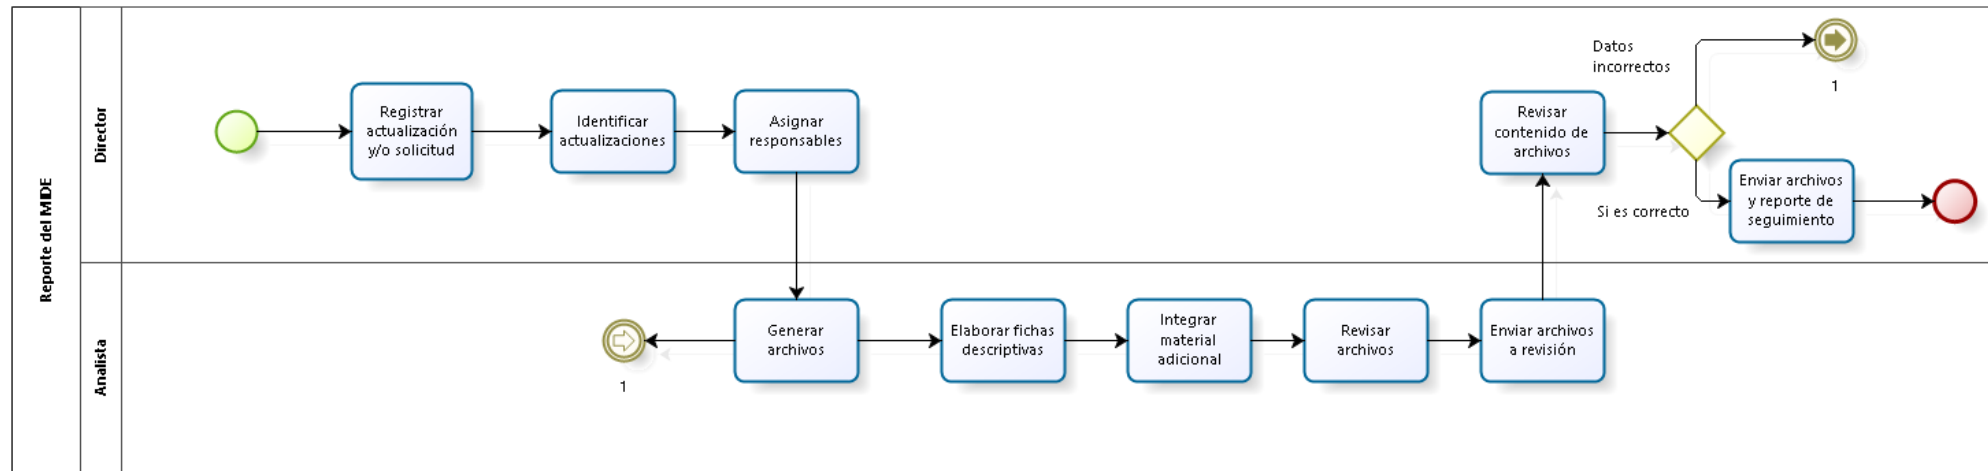 Reporte del MIDE
Director
Registrar
actualización
y/o solicitud
Identificar
actualizaciones
Asignar
responsables
Revisar
contenido de
archivos
Datos
incorrectos
1
Si es correcto
Enviar archivos
y reporte de
seguimiento
Analista
1
Generar
archivos
Elaborar fichas
descriptivas
Integrar
material
adicional
Revisar
archivos
Enviar archivos
a revisión